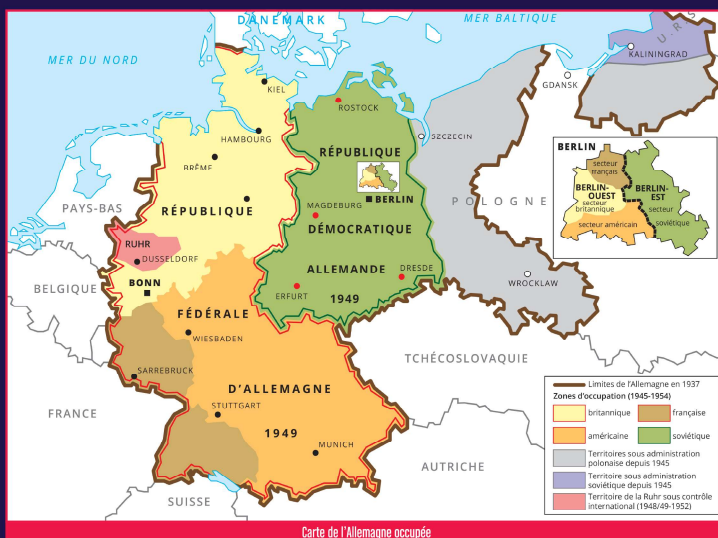 DANEMARK
MER BALTIQUE
MER DU NORD
U.R.S
KALININGRAD
KIEL
GDANSK
ROSTOCK
HAMBOURG
SZCZECIN
RÉPUBLIQUE
BRÊME
BERLIN
secteur
français
BERLIN-
OUEST
secteur
britannique
BERLIN-
EST
secteur
soviétique
secteur américain
BERLIN
PAYS-BAS
RÉPUBLIQUE
MAGDEBURG
POLOGNE
DÉMOCRATIQUE
RUHR
DUSSELDORF
ALLEMANDE
DRESDE
BELGIQUE
BONN
ERFURT
1949
WROCKLAW
FÉDÉRALE
WIESBADEN
TCHÉCOSLOVAQUIE
SARREBRUCK
D'ALLEMAGNE
FRANCE
STUTTGART
1949
MUNICH
AUTRICHE
SUISSE
Limites de l'Allemagne en 1937
Zones d'occupation (1945-1954)
britannique
française
américaine
soviétique
Territoires sous administration
polonaise depuis 1945
Territoire sous administration
soviétique depuis 1945
Territoire de la Ruhr sous contrôle
international (1948/49-1952)
Carte de l'Allemagne occupée